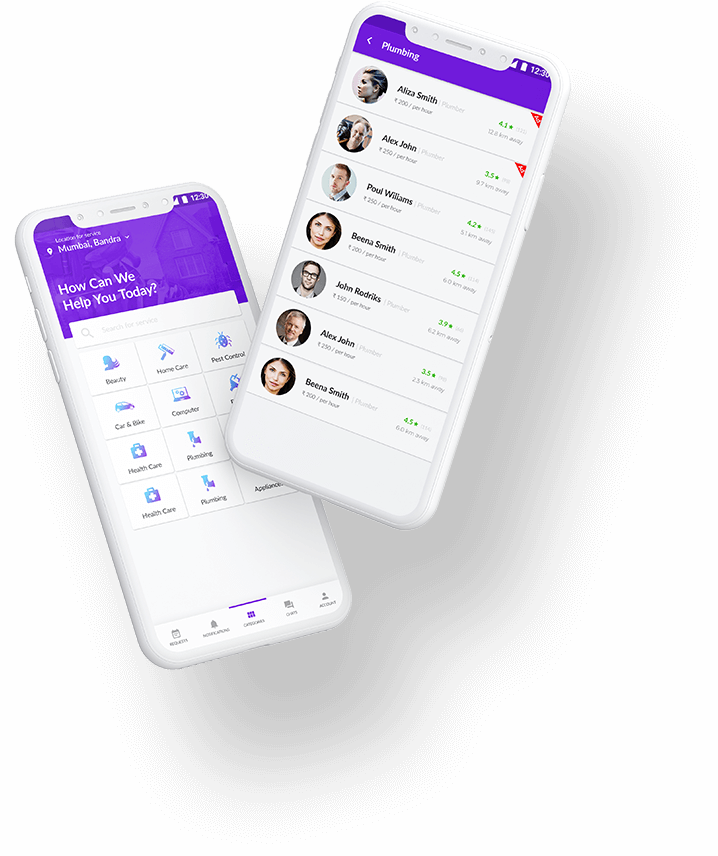 12:30
Location for service
Mumbai, Bandra
How Can We
Help You Today?
Search for service
Beauty
Home Care
Pest Control
Car & Bike
Computer
Health Care
Plumbing
Health Care
Plumbing
REQUESTS
NOTIFICATIONS
CATEGORIES
CHATS
ACCOUNT
12:30
Plumbing
Aliza Smith | Plumber
₹ 200 / per hour
4.1 ★
12.8 km away
Alex John | Plumber
₹ 250 / per hour
3.5 ★
9.7 km away
Poul Wiliams | Plumber
₹ 250 / per hour
4.2 ★
5.1 km away
Beena Smith | Plumber
₹ 200 / per hour
4.5 ★
6.0 km away
John Rodriks | Plumber
₹ 150 / per hour
3.9 ★
6.2 km away
Alex John | Plumber
₹ 250 / per hour
3.5 ★
2.5 km away
Beena Smith | Plumber
₹ 200 / per hour
4.5 ★
6.0 km away